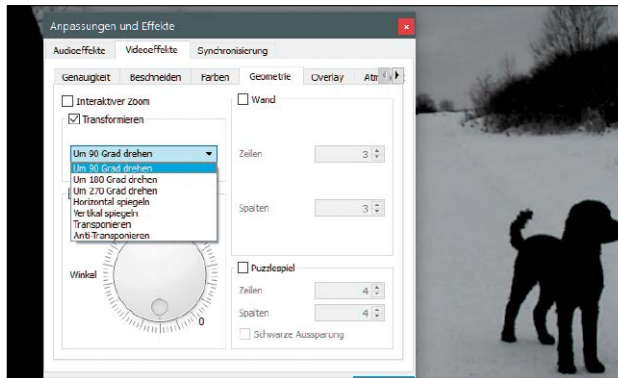 Anpassungen und Effekte
Audioeffekte Videoeffekte Synchronisierung
Genauigkeit Beschneiden Farben Geometrie Overlay
Interaktiver Zoom
Transformieren
Um 90 Grad drehen
Um 90 Grad drehen
Um 180 Grad drehen
Um 270 Grad drehen
Horizontal spiegeln
Vertikal spiegeln
Transponieren
Anti-Transponieren
Winkel
0
Wand
Zeilen 3
Spalten 3
Puzzlespiel
Zeilen 4
Spalten 4
Schwarze Aussparung